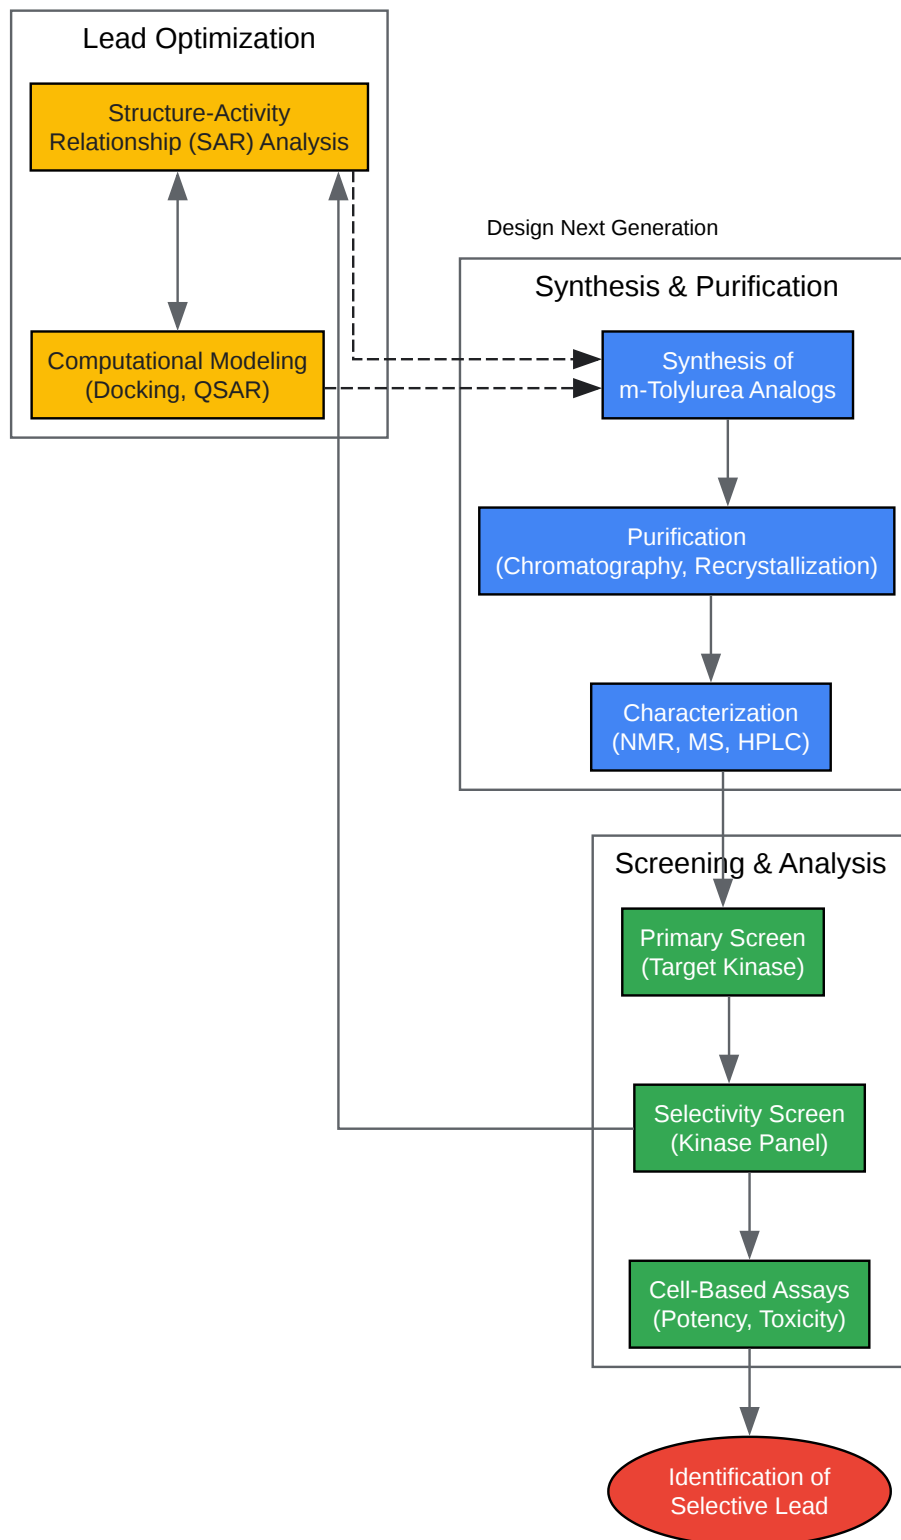 Lead Optimization
Structure-Activity
Relationship (SAR) Analysis
Computational Modeling
(Docking, QSAR)
Design Next Generation
Synthesis & Purification
Synthesis of
m-Tolylurea Analogs
Purification
(Chromatography, Recrystallization)
Characterization
(NMR, MS, HPLC)
Screening & Analysis
Primary Screen
(Target Kinase)
Selectivity Screen
(Kinase Panel)
Cell-Based Assays
(Potency, Toxicity)
Identification of
Selective Lead